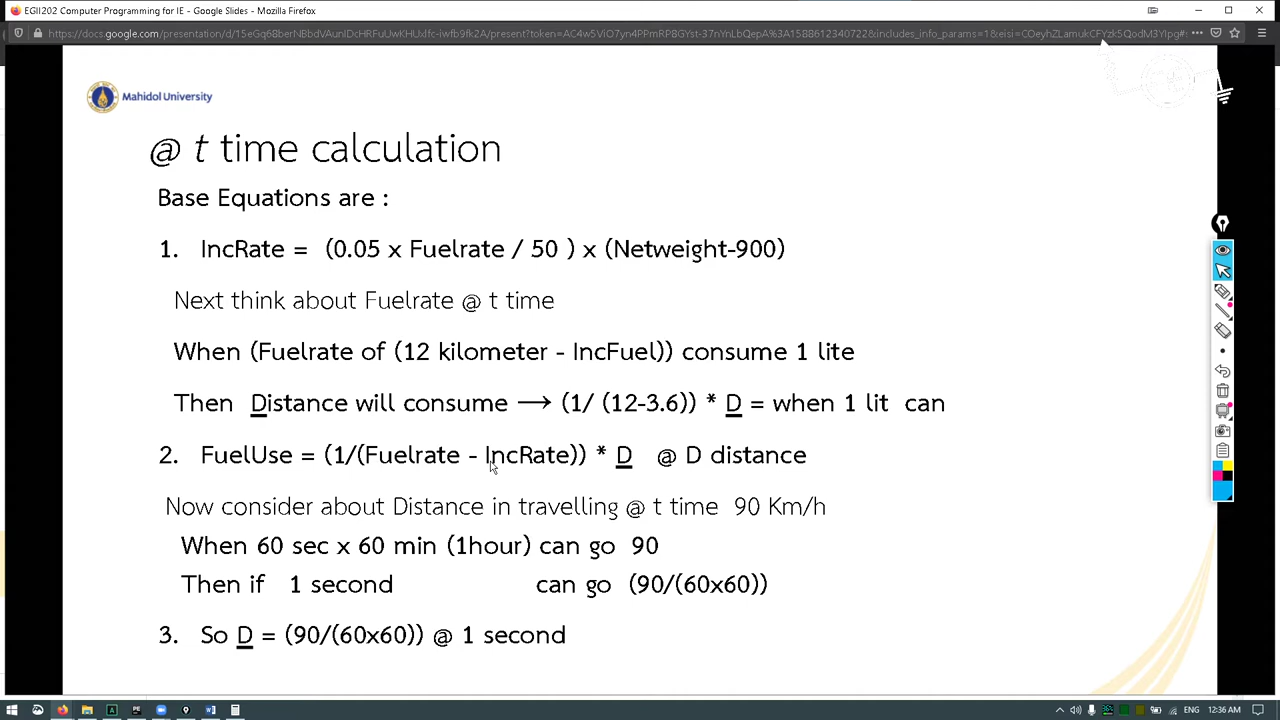 EGII202 Computer Programming for IE - Google Slides - Mozilla Firefox
Mahidol University
@ t time calculation
Base Equations are :
1. IncRate = (0.05 x Fuelrate / 50 ) x (Netweight-900)
Next think about Fuelrate @ t time
When (Fuelrate of (12 kilometer - IncFuel)) consume 1 lite
Then Distance will consume → (1/ (12-3.6)) * D = when 1 lit can
2. FuelUse = (1/(Fuelrate - IncRate)) * D @ D distance
Now consider about Distance in travelling @ t time 90 Km/h
When 60 sec x 60 min (1hour) can go 90
Then if 1 second can go (90/(60x60))
3. So D = (90/(60x60)) @ 1 second
ENG 12:36 AM